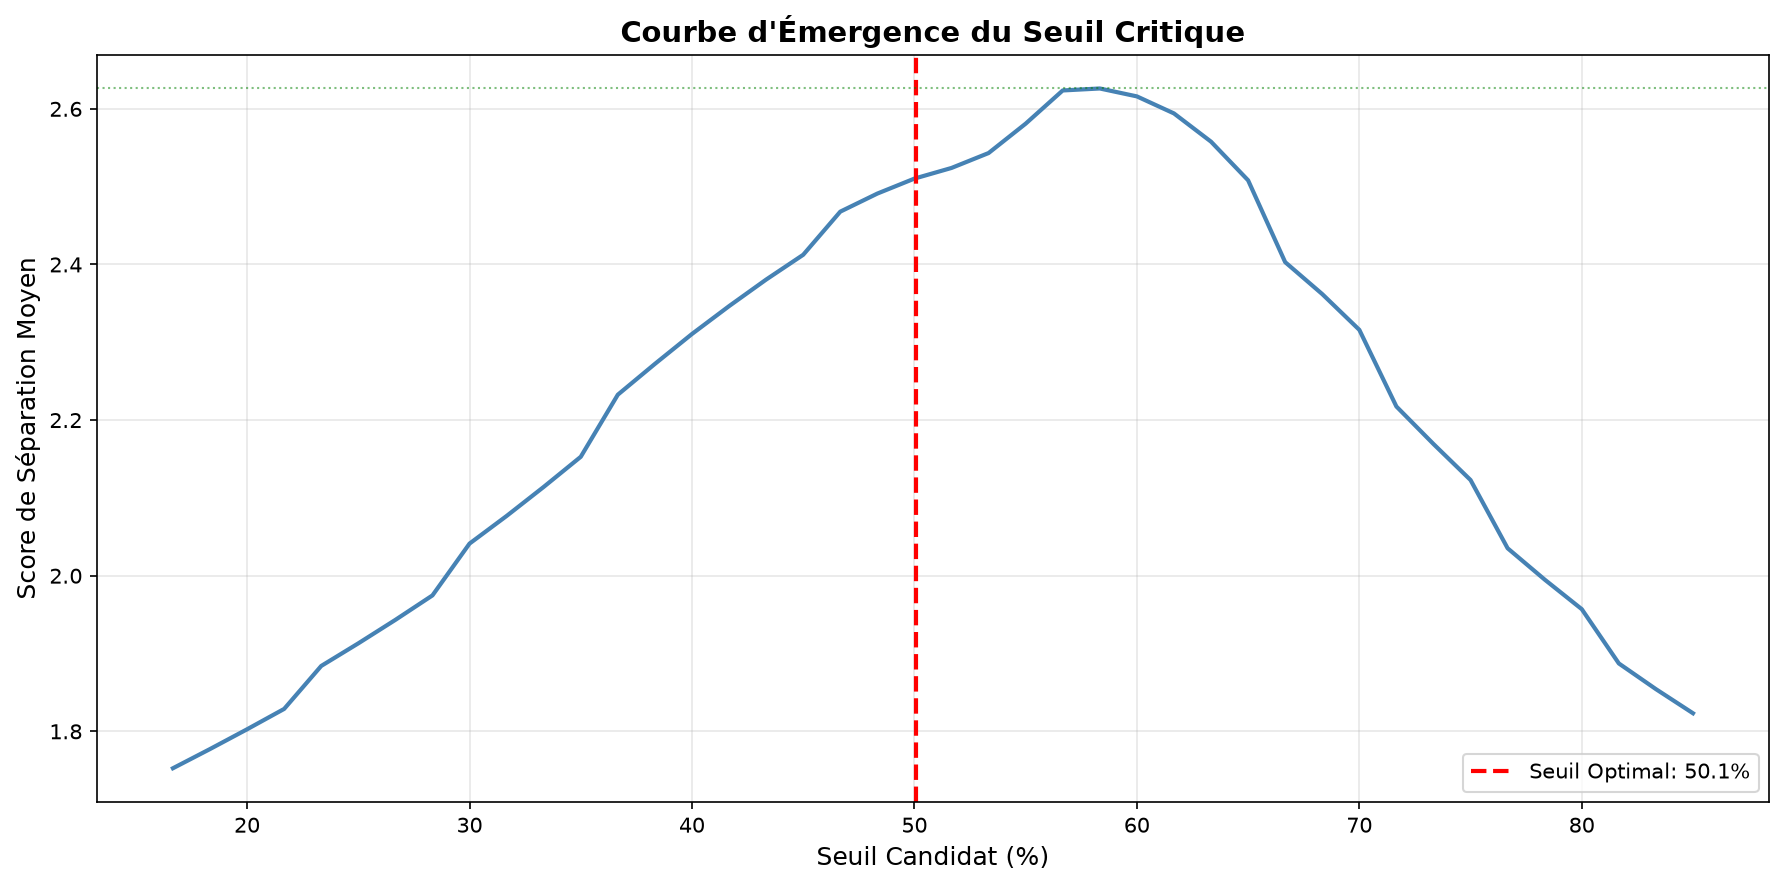 Courbe d'Émergence du Seuil Critique
Score de Séparation Moyen
2.6
2.4
2.2
2.0
1.8
Seuil Optimal: 50.1%
20 30 40 50 60 70 80
Seuil Candidat (%)